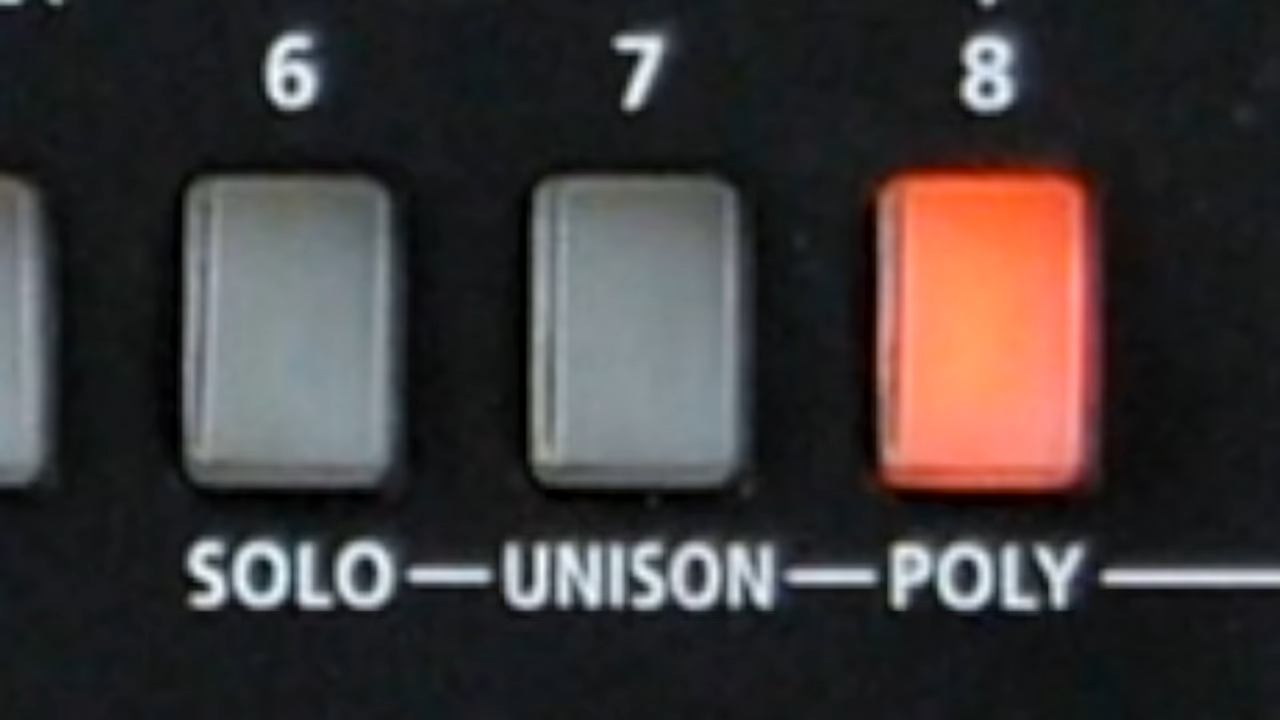 6 7 8
SOLO — UNISON — POLY —